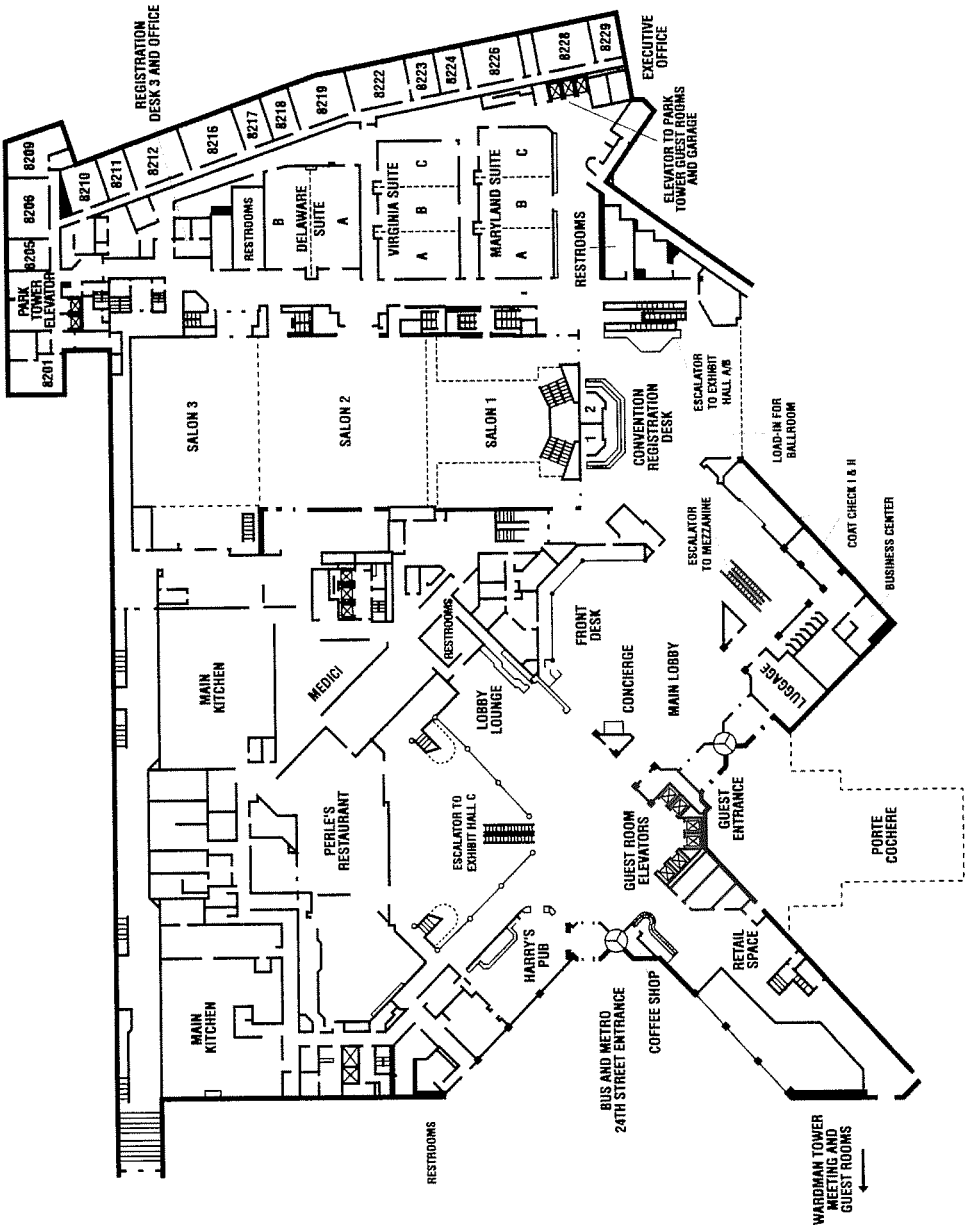 REGISTRATION
DESK 3 AND OFFICE
EXECUTIVE
OFFICE
8209
8206
8205
PARK
TOWER
ELEVATOR
8201
8210
8211
8212
8216
8217
8218
8219
8222
8223
8224
8226
8228
8229
ELEVATOR TO PARK
TOWER GUEST ROOMS
AND GARAGE
RESTROOMS
B
DELAWARE
SUITE
A
VIRGINIA SUITE
A
B
C
MARYLAND SUITE
A
B
C
RESTROOMS
SALON 3
SALON 2
SALON 1
1
2
CONVENTION
REGISTRATION
DESK
ESCALATOR
TO EXHIBIT
HALL A/B
LOAD-IN FOR
BALLROOM
COAT CHECK I & H
BUSINESS CENTER
ESCALATOR
TO MEZZANINE
MAIN
KITCHEN
MEDICI
RESTROOMS
LOBBY
LOUNGE
FRONT
DESK
CONCIERGE
MAIN LOBBY
LUGGAGE
PERLE'S
RESTAURANT
ESCALATOR TO
EXHIBIT HALL C
GUEST ROOM
ELEVATORS
GUEST
ENTRANCE
PORTE
COCHERE
MAIN
KITCHEN
HARRY'S
PUB
RETAIL
SPACE
COFFEE SHOP
BUS AND METRO
24TH STREET ENTRANCE
RESTROOMS
WARDMAN TOWER
MEETING AND
GUEST ROOMS